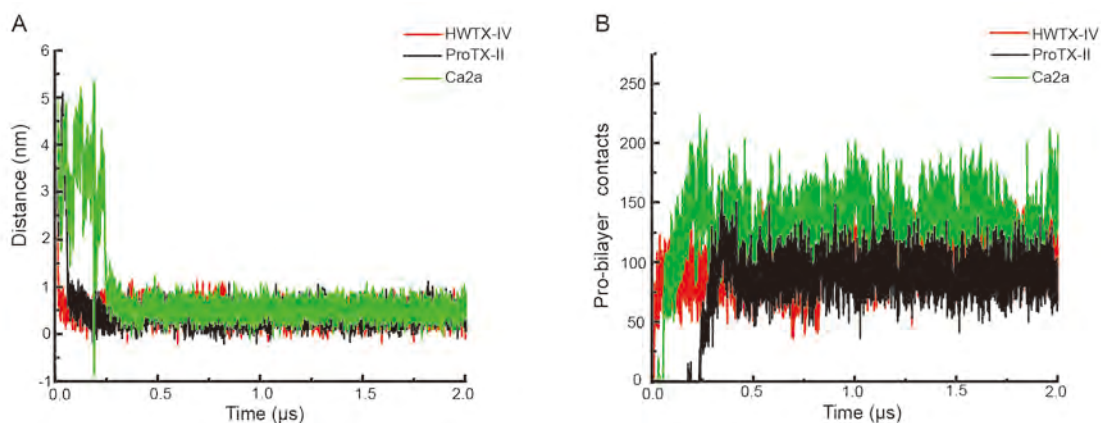 A
HWTX-IV
ProTX-II
Ca2a
6
5
4
3
2
1
0
-1
Distance (nm)
0.0 0.5 1.0 1.5 2.0
Time (μs)
B
HWTX-IV
ProTX-II
Ca2a
250
200
150
100
50
0
Pro-bilayer contacts
0.0 0.5 1.0 1.5 2.0
Time (μs)